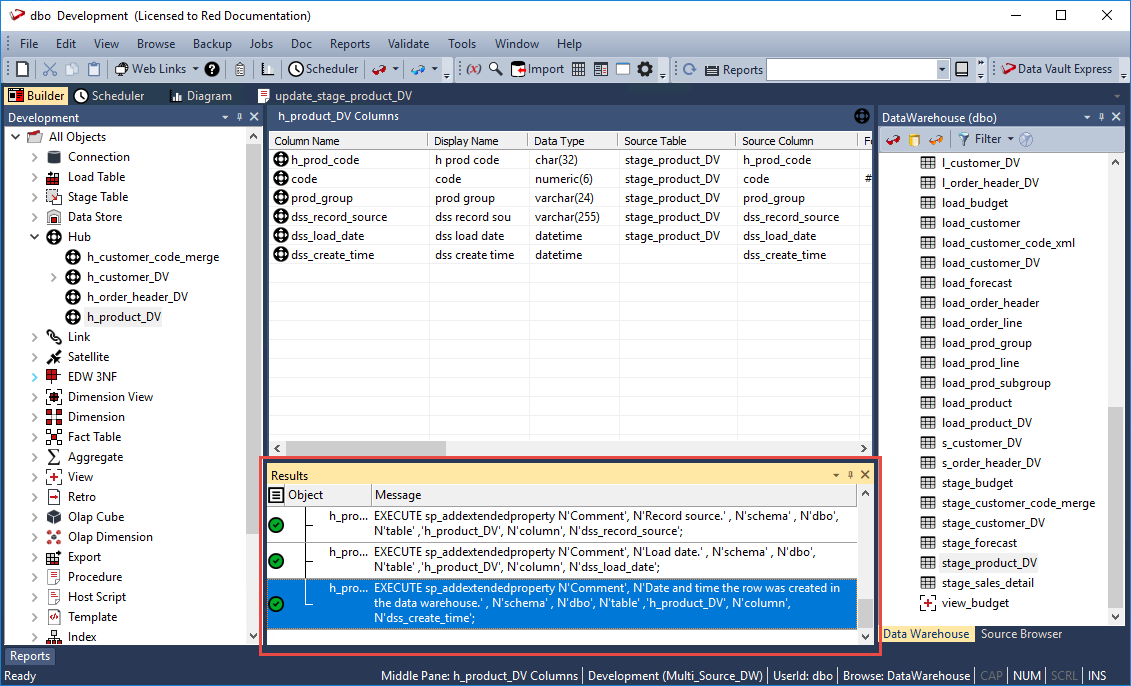 dbo Development (Licensed to Red Documentation)
File Edit View Browse Backup Jobs Doc Reports Validate Tools Window Help
Web Links Scheduler (x) Import Reports Data Vault Express
Builder Scheduler Diagram update_stage_product_DV
Development
All Objects
Connection
Load Table
Stage Table
Data Store
Hub
h_customer_code_merge
h_customer_DV
h_order_header_DV
h_product_DV
Link
Satellite
EDW 3NF
Dimension View
Dimension
Fact Table
Aggregate
View
Retro
Olap Cube
Olap Dimension
Export
Procedure
Host Script
Template
Index
h_product_DV Columns
Column Name Display Name Data Type Source Table Source Column
h_prod_code h prod code char(32) stage_product_DV h_prod_code
code code numeric(6) stage_product_DV code #
prod_group prod group varchar(24) stage_product_DV prod_group
dss_record_source dss record sou varchar(255) stage_product_DV dss_record_source
dss_load_date dss load date datetime stage_product_DV dss_load_date
dss_create_time dss create time datetime dss_create_time
Results
Object Message
h_pro... EXECUTE sp_addextendedproperty N'Comment', N'Record source.' , N'schema' , N'dbo',
N'table' ,'h_product_DV', N'column', N'dss_record_source';
h_pro... EXECUTE sp_addextendedproperty N'Comment', N'Load date.' , N'schema' , N'dbo',
N'table' ,'h_product_DV', N'column', N'dss_load_date';
h_pro... EXECUTE sp_addextendedproperty N'Comment', N'Date and time the row was created in
the data warehouse.' , N'schema' , N'dbo', N'table' ,'h_product_DV', N'column',
N'dss_create_time';
DataWarehouse (dbo)
Filter
l_customer_DV
l_order_header_DV
load_budget
load_customer
load_customer_code_xml
load_customer_DV
load_forecast
load_order_header
load_order_line
load_prod_group
load_prod_line
load_prod_subgroup
load_product
load_product_DV
s_customer_DV
s_order_header_DV
stage_budget
stage_customer_code_merge
stage_customer_DV
stage_forecast
stage_product_DV
stage_sales_detail
view_budget
Data Warehouse Source Browser
Reports
Ready Middle Pane: h_product_DV Columns Development (Multi_Source_DW) UserId: dbo Browse: DataWarehouse CAP NUM SCRL INS